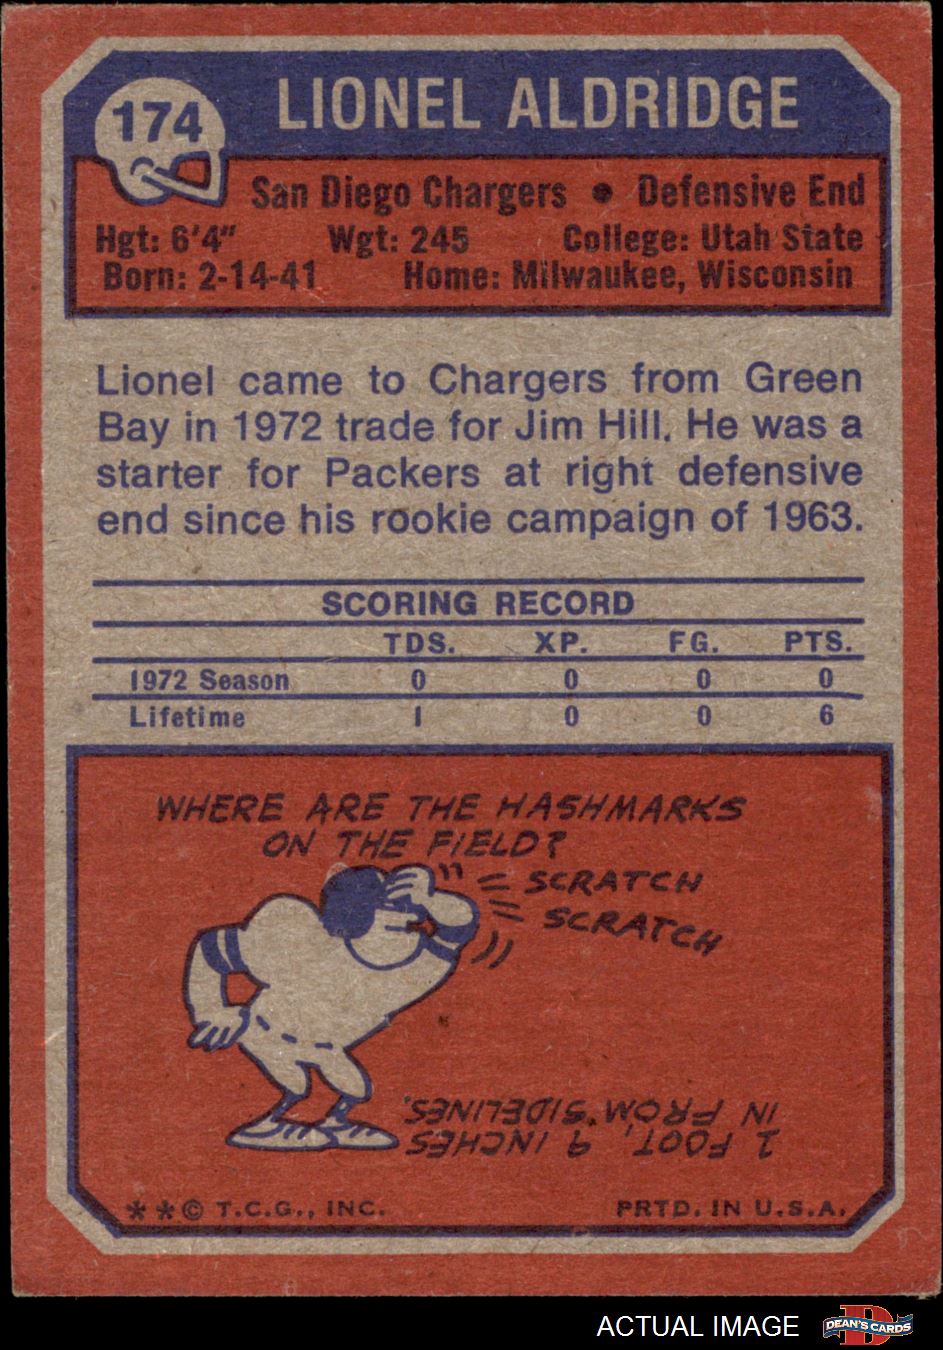 174
LIONEL ALDRIDGE
San Diego Chargers • Defensive End
Hgt: 6'4" Wgt: 245 College: Utah State
Born: 2-14-41 Home: Milwaukee, Wisconsin
Lionel came to Chargers from Green
Bay in 1972 trade for Jim Hill. He was a
starter for Packers at right defensive
end since his rookie campaign of 1963.
SCORING RECORD
TDS. XP. FG. PTS.
1972 Season 0 0 0 0
Lifetime 1 0 0 6
WHERE ARE THE HASHMARKS
ON THE FIELD?
SCRATCH
SCRATCH
2 FOOT, 9 INCHES
IN FROM SIDELINES.
**© T.C.G., INC. PRTD. IN U.S.A.
ACTUAL IMAGE
D
DEAN'S CARDS